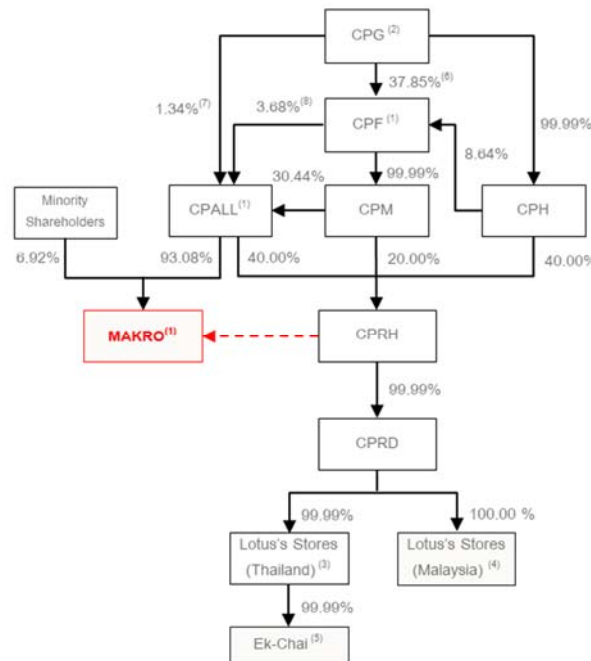 CPG (2)
37.85%(6)
1.34%(7)
3.68%(8)
99.99%
CPF (1)
8.64%
30.44%
99.99%
Minority
Shareholders
CPALL(1)
CPM
CPH
6.92%
93.08%
40.00%
20.00%
40.00%
MAKRO(1)
CPRH
99.99%
CPRD
99.99%
100.00 %
Lotus's Stores
(Thailand) (3)
Lotus's Stores
(Malaysia) (4)
99.99%
Ek-Chai (5)